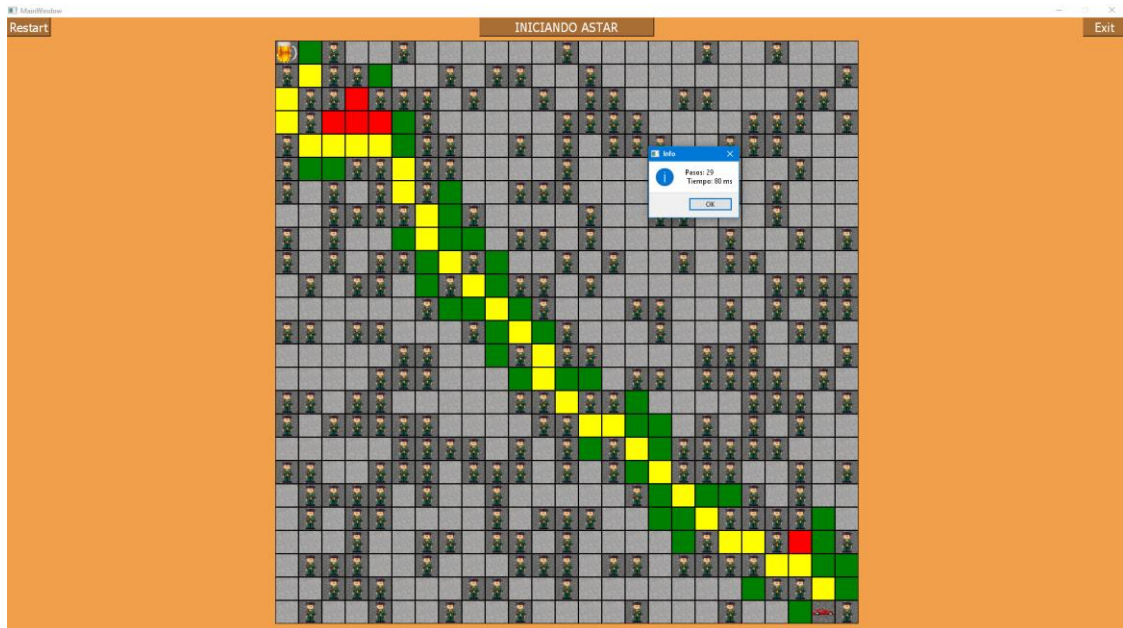 MainWindow
Restart
INICIANDO ASTAR
Exit
Info
Pasos: 29
Tiempo: 80 ms
OK